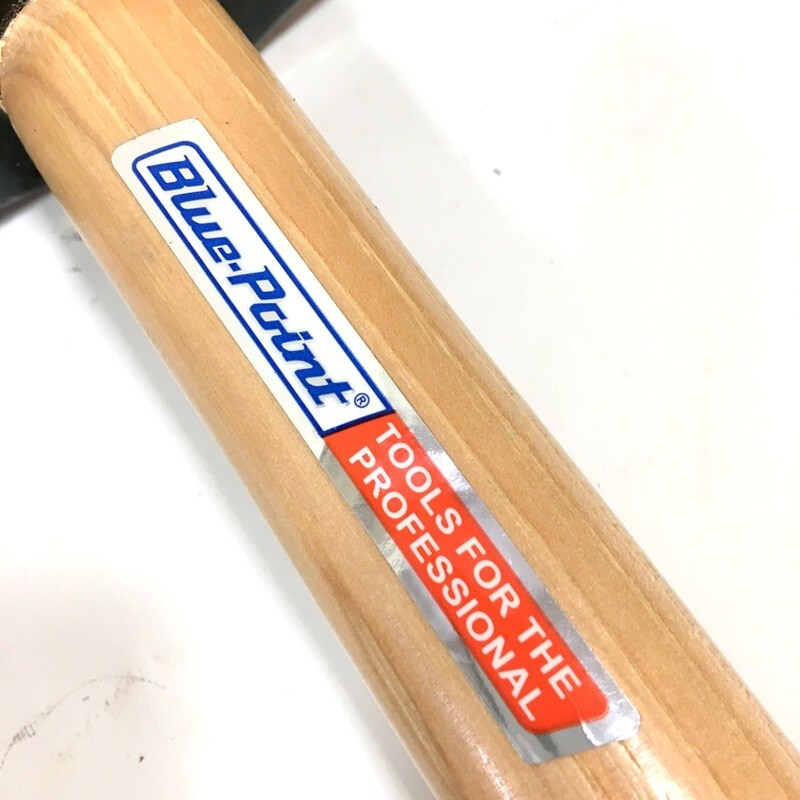 Blue-Point®
TOOLS FOR THE
PROFESSIONAL